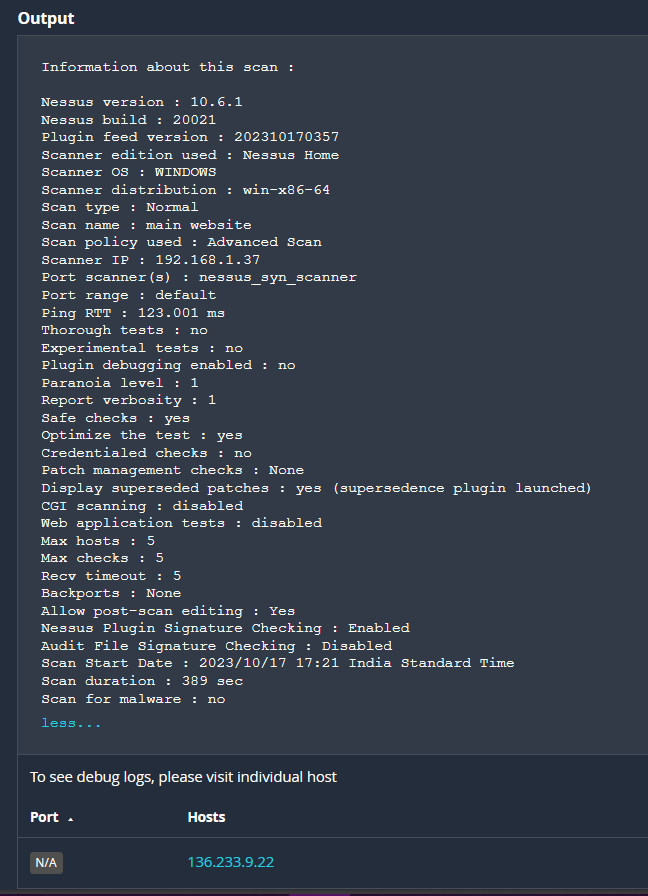 Output
Information about this scan :
Nessus version : 10.6.1
Nessus build : 20021
Plugin feed version : 202310170357
Scanner edition used : Nessus Home
Scanner OS : WINDOWS
Scanner distribution : win-x86-64
Scan type : Normal
Scan name : main website
Scan policy used : Advanced Scan
Scanner IP : 192.168.1.37
Port scanner(s) : nessus_syn_scanner
Port range : default
Ping RTT : 123.001 ms
Thorough tests : no
Experimental tests : no
Plugin debugging enabled : no
Paranoia level : 1
Report verbosity : 1
Safe checks : yes
Optimize the test : yes
Credentialed checks : no
Patch management checks : None
Display superseded patches : yes (supersedence plugin launched)
CGI scanning : disabled
Web application tests : disabled
Max hosts : 5
Max checks : 5
Recv timeout : 5
Backports : None
Allow post-scan editing : Yes
Nessus Plugin Signature Checking : Enabled
Audit File Signature Checking : Disabled
Scan Start Date : 2023/10/17 17:21 India Standard Time
Scan duration : 389 sec
Scan for malware : no
less...
To see debug logs, please visit individual host
Port Hosts
N/A 136.233.9.22